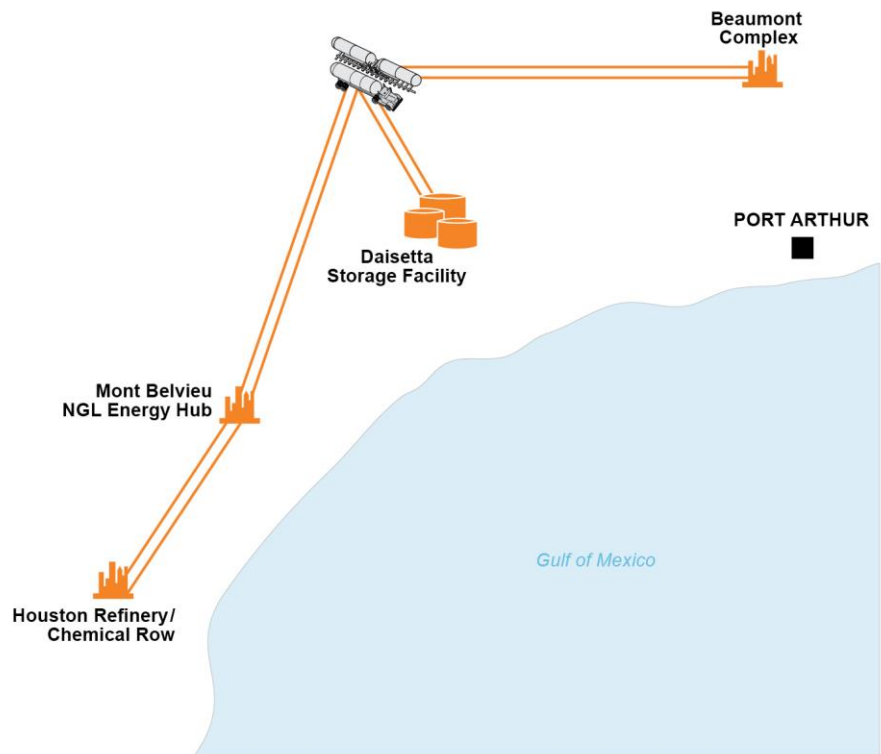 Beaumont
Complex
PORT ARTHUR
Daisetta
Storage Facility
Mont Belvieu
NGL Energy Hub
Gulf of Mexico
Houston Refinery/
Chemical Row